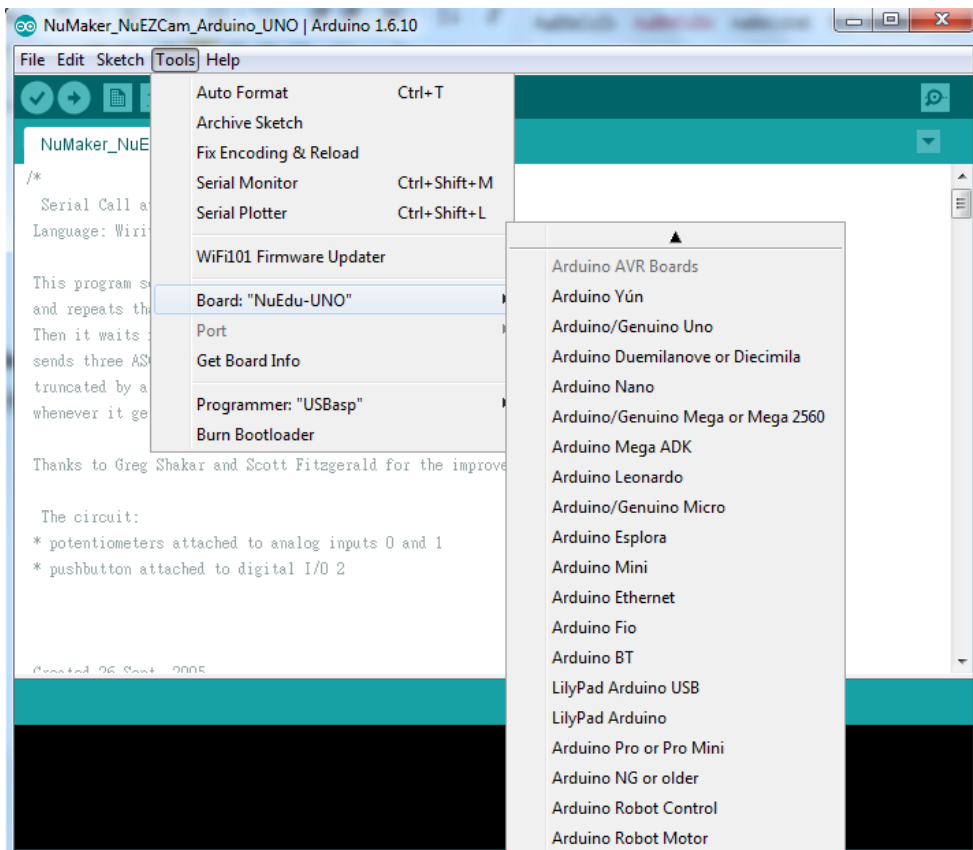 NuMaker_NuEZCam_Arduino_UNO | Arduino 1.6.10
File Edit Sketch Tools Help
NuMaker_NuE
Auto Format Ctrl+T
Archive Sketch
Fix Encoding & Reload
Serial Monitor Ctrl+Shift+M
Serial Plotter Ctrl+Shift+L
WiFi101 Firmware Updater
Board: "NuEdu-UNO"
Port
Get Board Info
Programmer: "USBasp"
Burn Bootloader
Arduino AVR Boards
Arduino Yún
Arduino/Genuino Uno
Arduino Duemilanove or Diecimila
Arduino Nano
Arduino/Genuino Mega or Mega 2560
Arduino Mega ADK
Arduino Leonardo
Arduino/Genuino Micro
Arduino Esplora
Arduino Mini
Arduino Ethernet
Arduino Fio
Arduino BT
LilyPad Arduino USB
LilyPad Arduino
Arduino Pro or Pro Mini
Arduino NG or older
Arduino Robot Control
Arduino Robot Motor
/*
Serial Call a
Language: Wiri
This program s
and repeats th
Then it waits
sends three AS
truncated by a
whenever it ge
Thanks to Greg Shakar and Scott Fitzgerald for the improve
The circuit:
* potentiometers attached to analog inputs 0 and 1
* pushbutton attached to digital I/O 2
Created 26 Sept. 2005